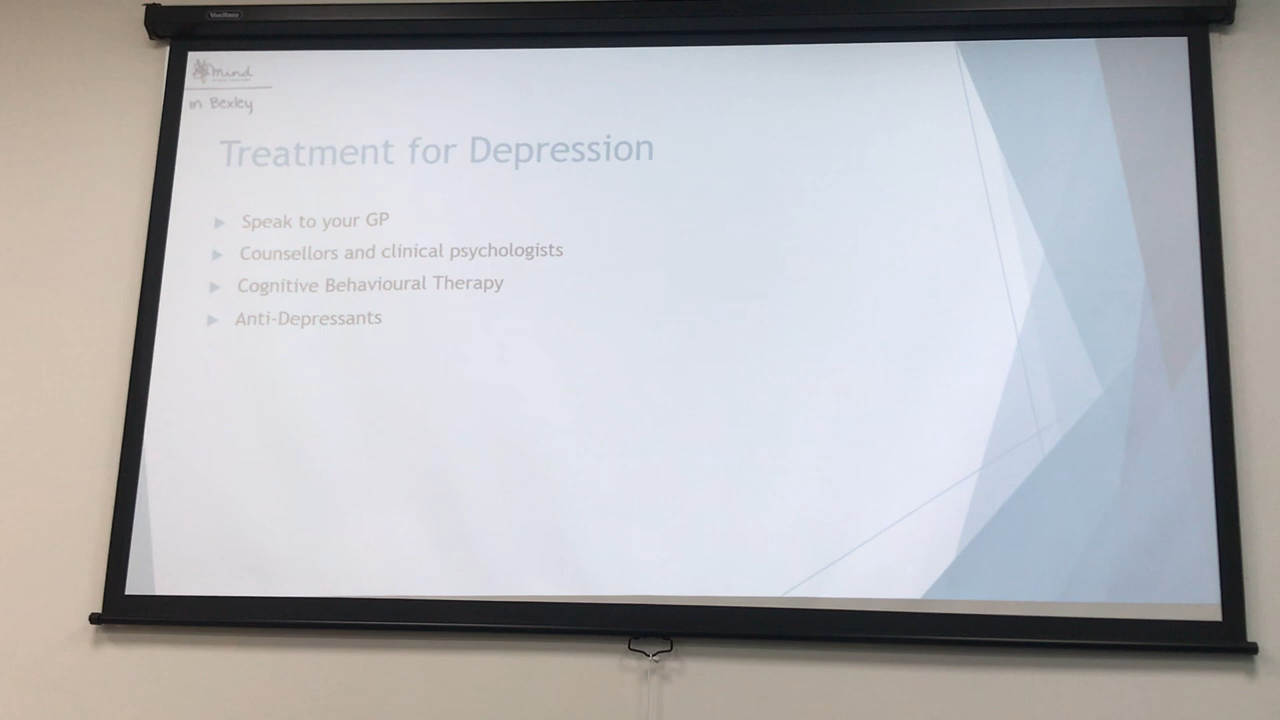 mind
in Bexley
Treatment for Depression
Speak to your GP
Counsellors and clinical psychologists
Cognitive Behavioural Therapy
Anti-Depressants